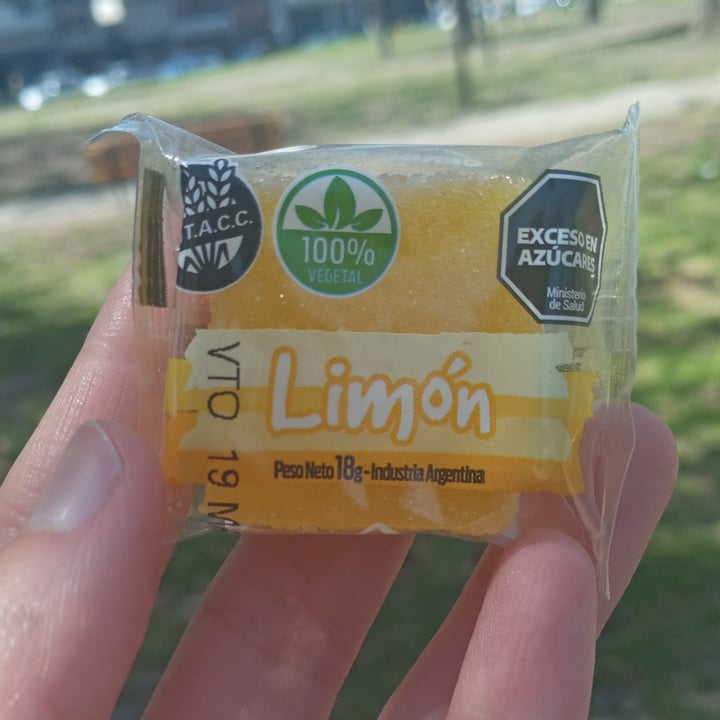 T.A.C.C.
100%
VEGETAL
EXCESO EN
AZÚCARES
Ministerio
de Salud
Limón
Peso Neto 18g - Industria Argentina
VTO 19 M